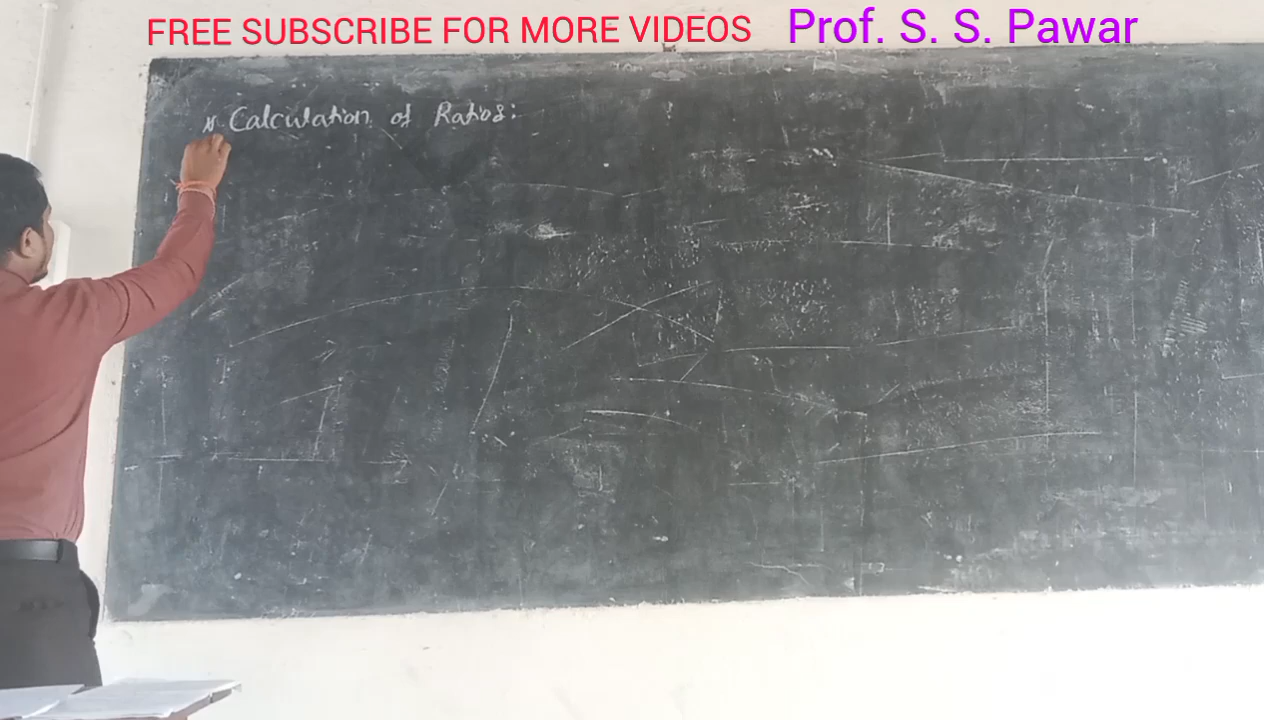 FREE SUBSCRIBE FOR MORE VIDEOS Prof. S. S. Pawar
* Calculation of Ratios: